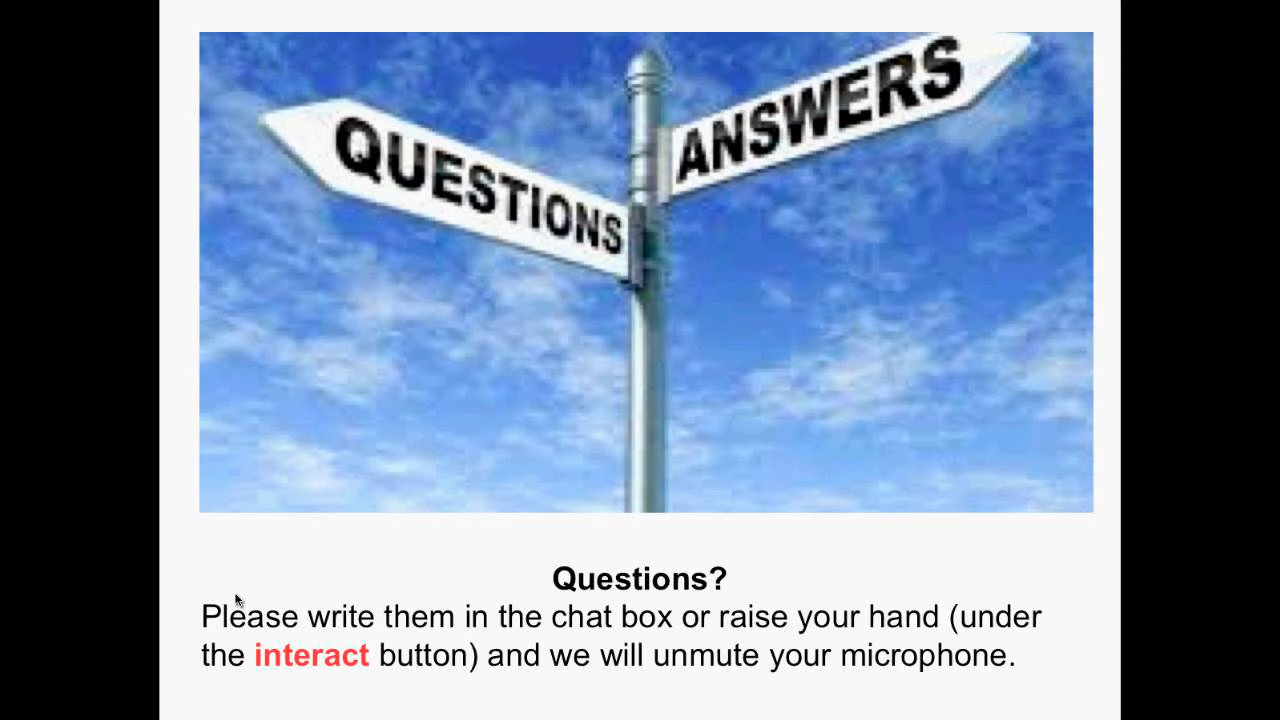 QUESTIONS
ANSWERS
Questions?
Please write them in the chat box or raise your hand (under
the interact button) and we will unmute your microphone.